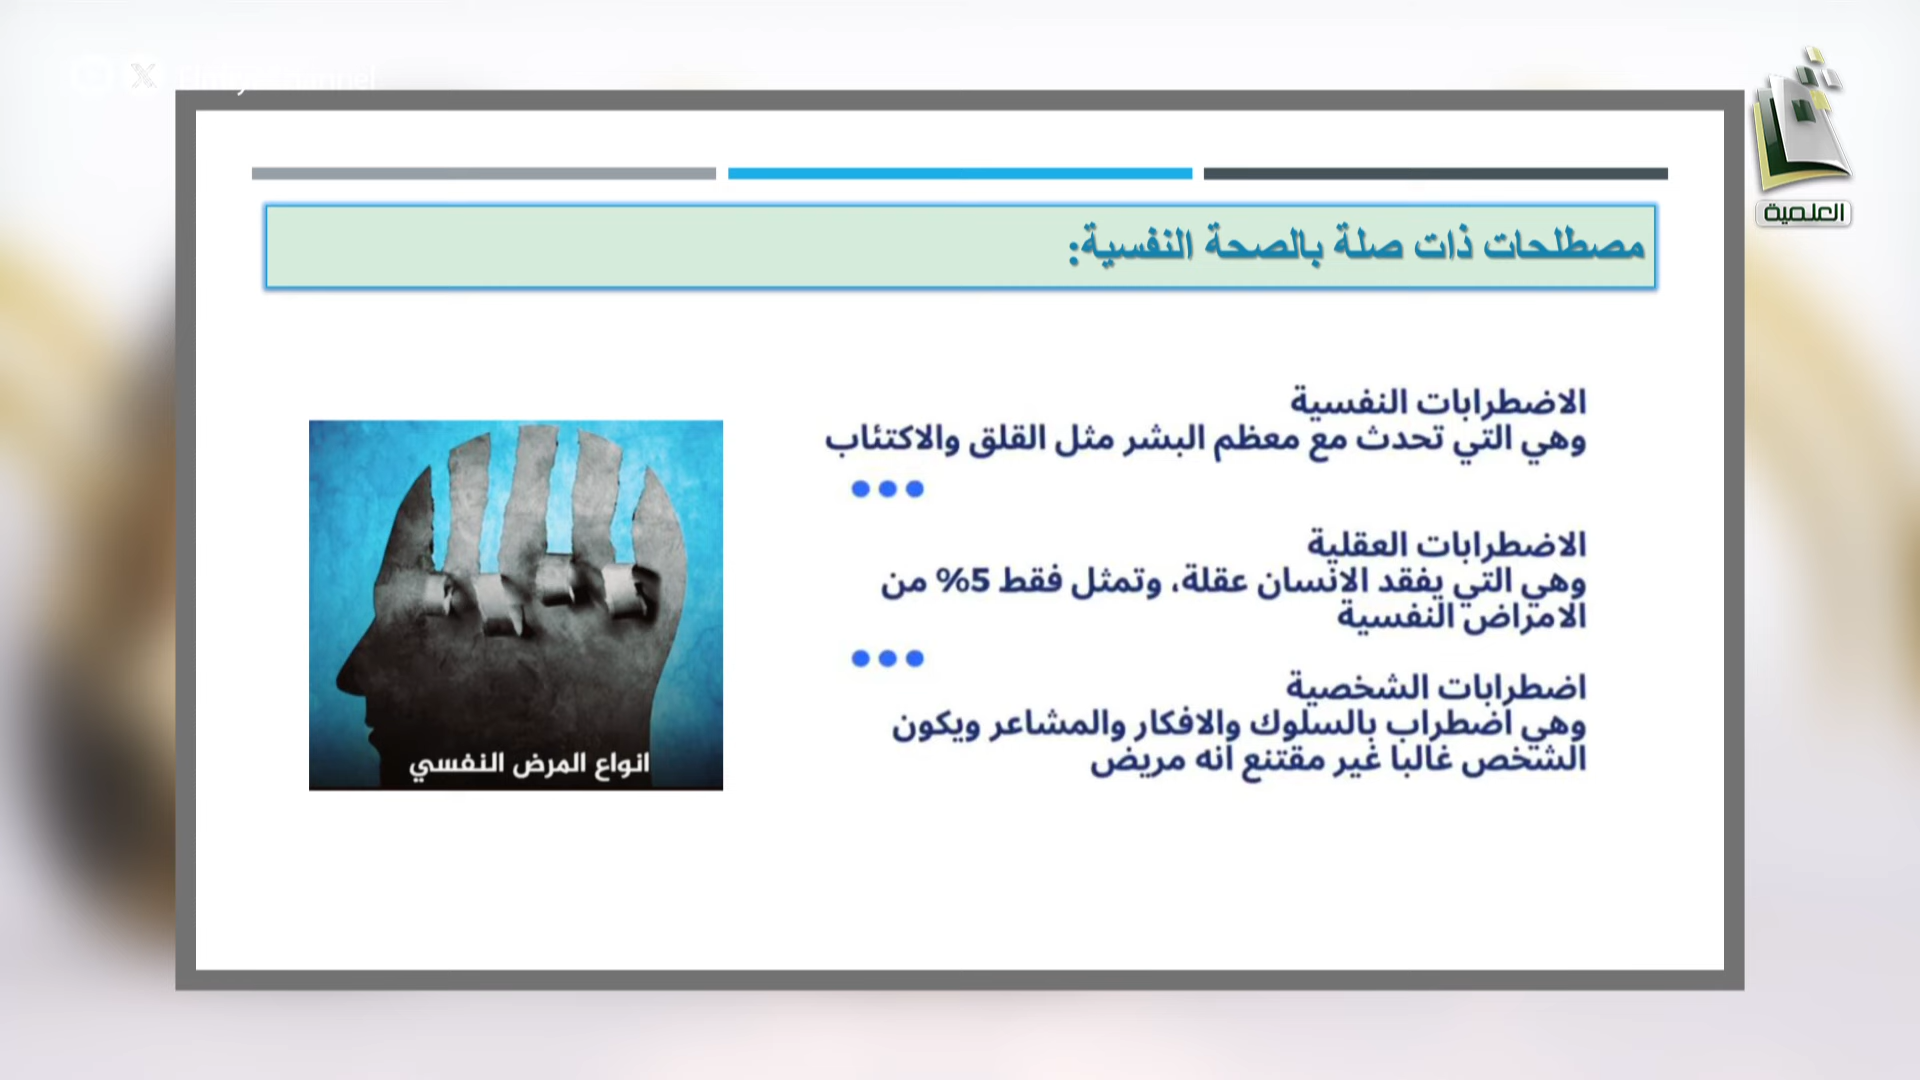 العلمية
مصطلحات ذات صلة بالصحة النفسية:
الاضطرابات النفسية
وهي التي تحدث مع معظم البشر مثل القلق والاكتئاب
الاضطرابات العقلية
وهي التي يفقد الانسان عقلة، وتمثل فقط 5% من
الامراض النفسية
اضطرابات الشخصية
وهي اضطراب بالسلوك والافكار والمشاعر ويكون
الشخص غالبا غير مقتنع انه مريض
انواع المرض النفسي